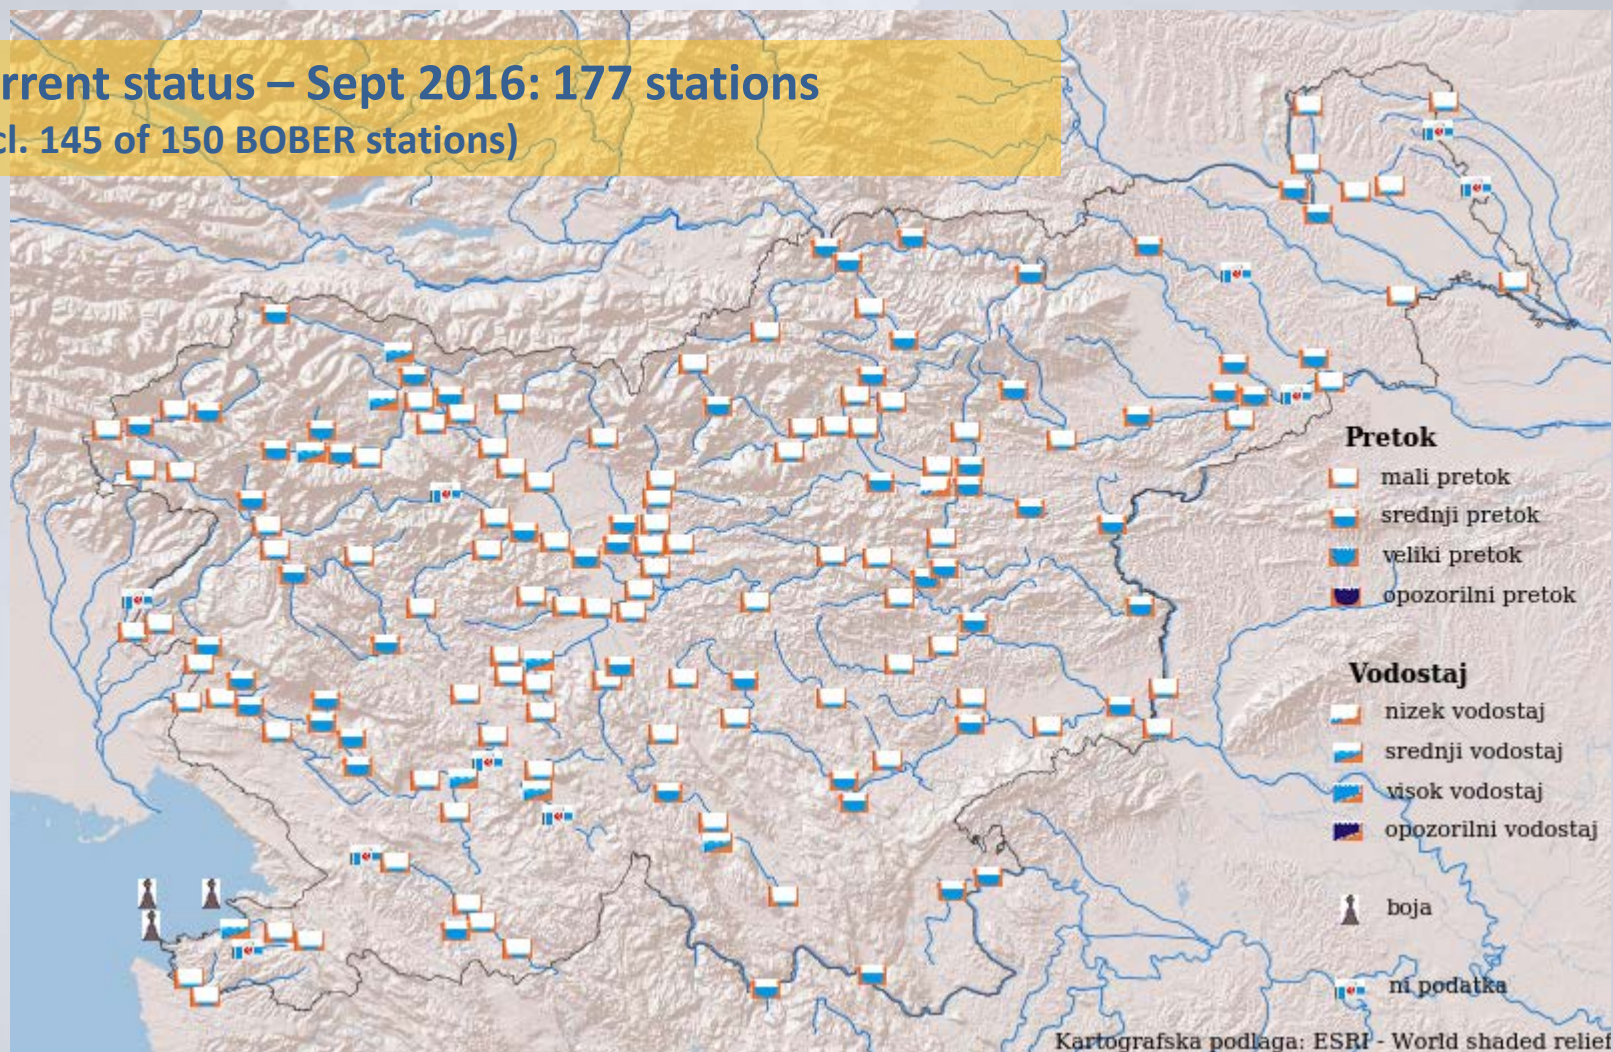 rrent status – Sept 2016: 177 stations
cl. 145 of 150 BOBER stations)
Pretok
mali pretok
srednji pretok
veliki pretok
opozorilni pretok
Vodostaj
nizek vodostaj
srednji vodostaj
visok vodostaj
opozorilni vodostaj
boja
ni podatka
Kartografska podlaga: ESRI - World shaded relief